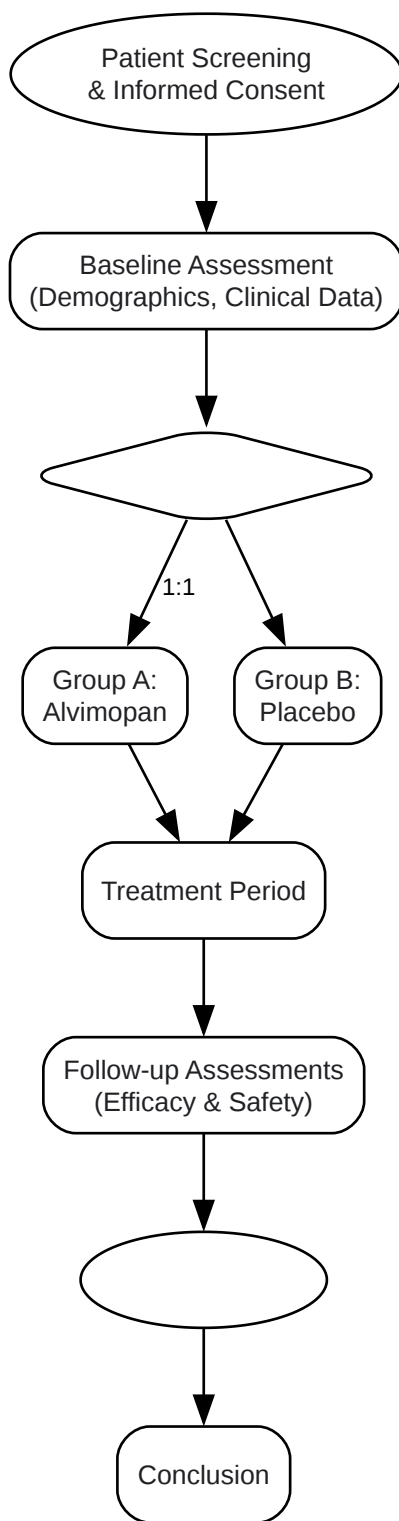 Patient Screening
& Informed Consent
Baseline Assessment
(Demographics, Clinical Data)
1:1
Group A:
Alvimopan
Group B:
Placebo
Treatment Period
Follow-up Assessments
(Efficacy & Safety)
Conclusion